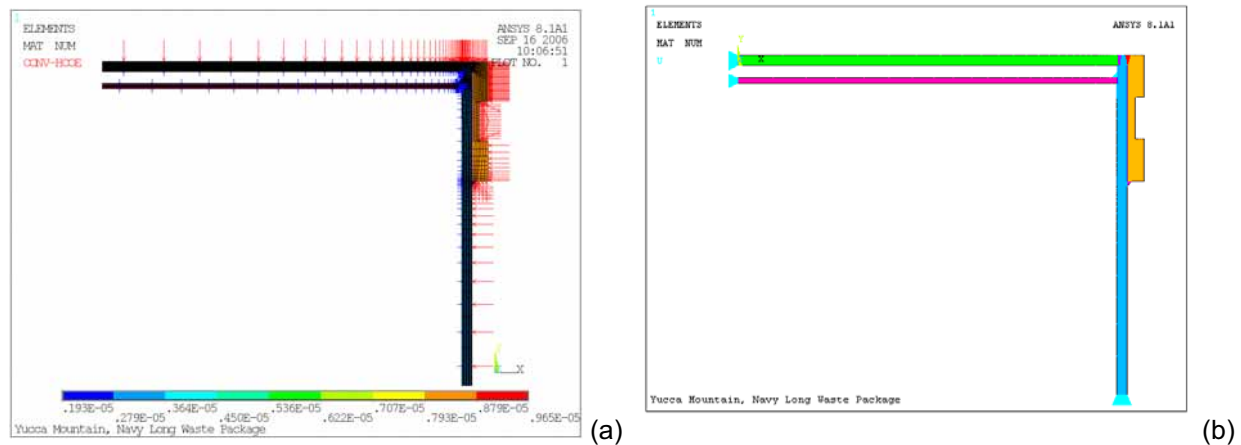 1
ELEMENTS
MAT NUM
CONV-HCOE
ANSYS 8.1A1
SEP 16 2006
10:06:51
PLOT NO. 1
X
.193E-05
.279E-05
.364E-05
.450E-05
.536E-05
.622E-05
.707E-05
.793E-05
.879E-05
.965E-05
Yucca Mountain, Navy Long Waste Package
(a)
1
ELEMENTS
MAT NUM
U
ANSYS 8.1A1
Y
X
Yucca Mountain, Navy Long Waste Package
(b)